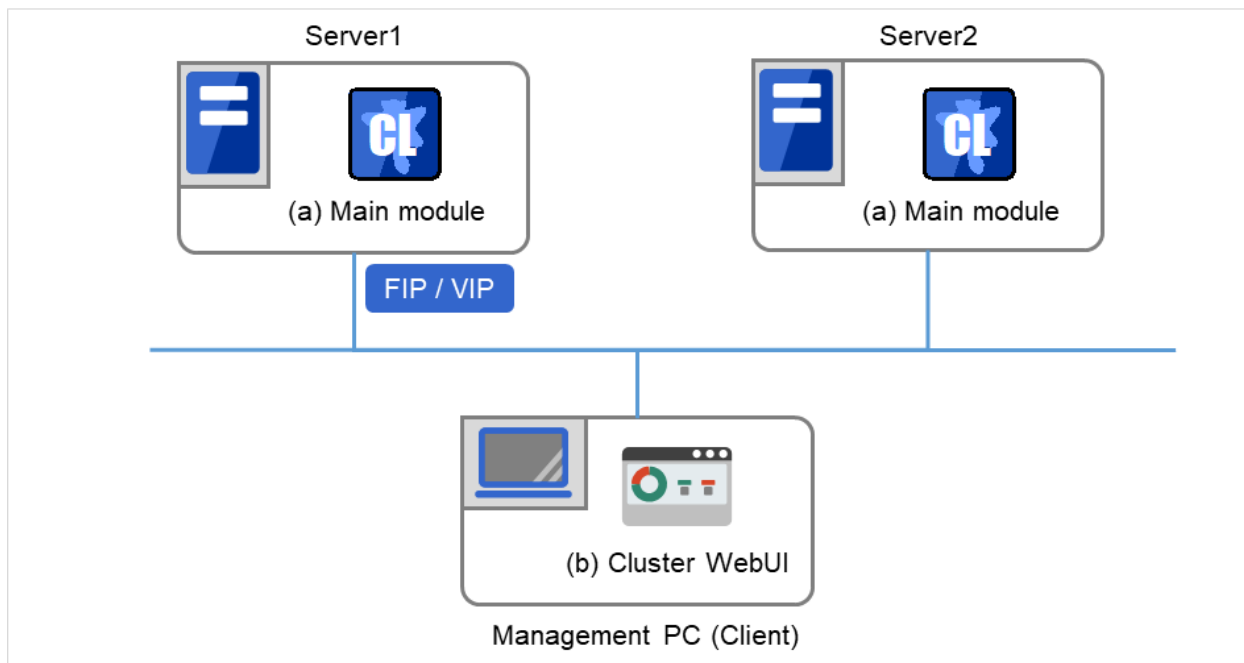 Server1
Server2
CL
CL
(a) Main module
(a) Main module
FIP / VIP
(b) Cluster WebUI
Management PC (Client)